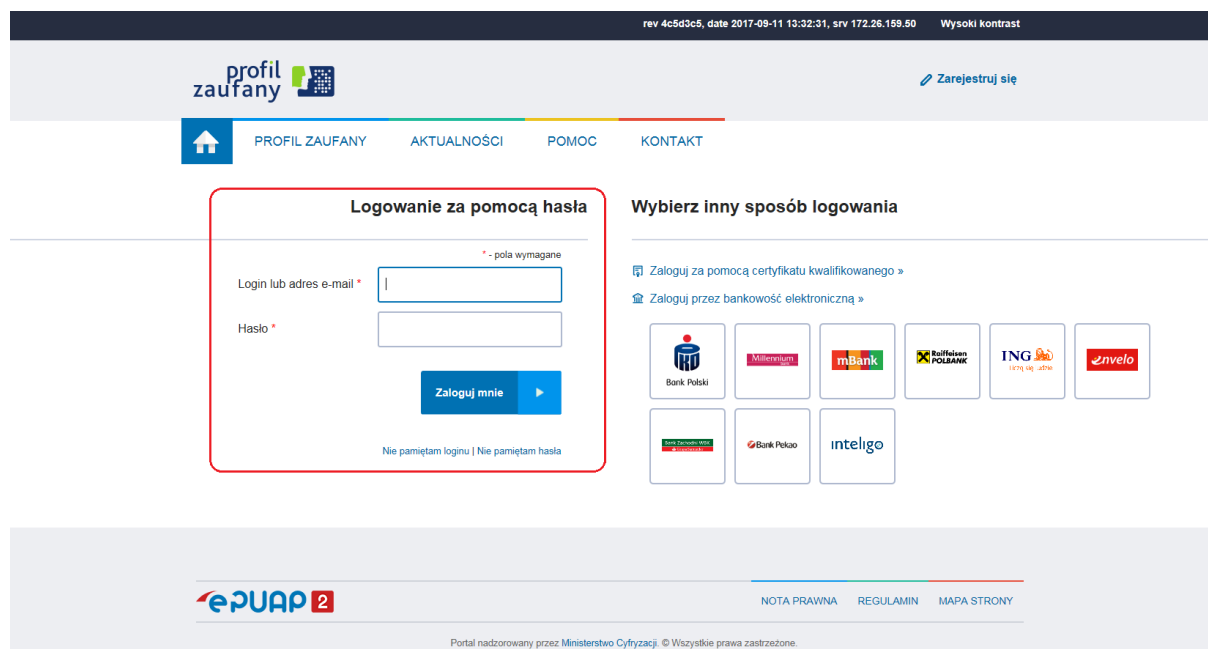 rev 4c5d3c5, date 2017-09-11 13:32:31, srv 172.26.159.50 Wysoki kontrast
profil
zaufany
Zarejestruj się
PROFIL ZAUFANY AKTUALNOŚCI POMOC KONTAKT
Logowanie za pomocą hasła
* - pola wymagane
Login lub adres e-mail *
Hasło *
Zaloguj mnie
Nie pamiętam loginu | Nie pamiętam hasła
Wybierz inny sposób logowania
Zaloguj za pomocą certyfikatu kwalifikowanego »
Zaloguj przez bankowość elektroniczną »
Bank Polski
Millennium
mBank
Raiffeisen
POLBANK
ING
envelo
Bank Zachodni WBK
Bank Pekao
inteligo
epuap 2
NOTA PRAWNA REGULAMIN MAPA STRONY
Portal nadzorowany przez Ministerstwo Cyfryzacji. © Wszystkie prawa zastrzeżone.